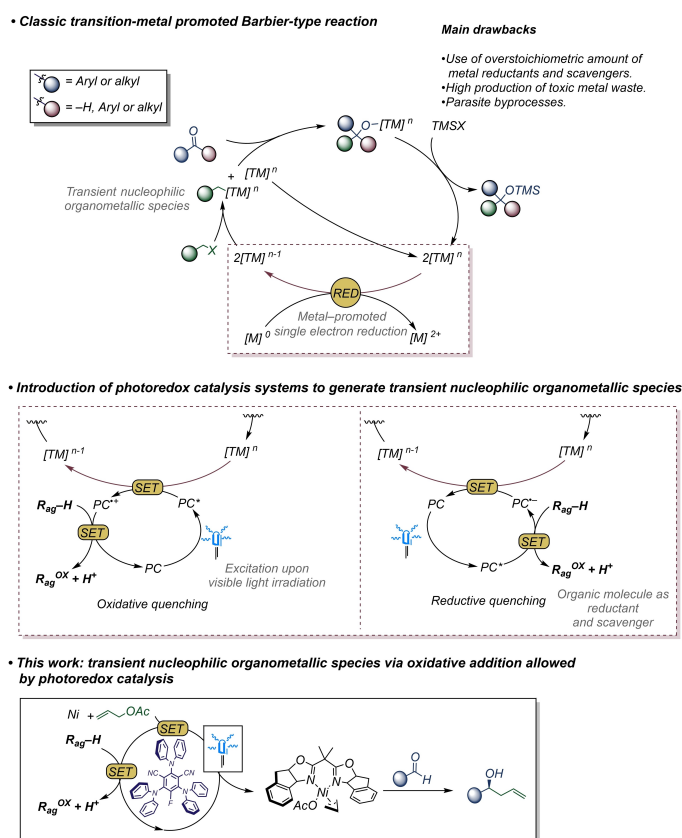 • Classic transition-metal promoted Barbier-type reaction
Main drawbacks
•Use of overstoichiometric amount of
metal reductants and scavengers.
•High production of toxic metal waste.
•Parasite byprocesses.
= Aryl or alkyl
= –H, Aryl or alkyl
O
O–[TM] n
TMSX
+ [TM] n
Transient nucleophilic
organometallic species
[TM] n
OTMS
X
2[TM] n-1
2[TM] n
RED
Metal–promoted
single electron reduction
[M] 0
[M] 2+
• Introduction of photoredox catalysis systems to generate transient nucleophilic organometallic species
[TM] n-1
[TM] n
SET
Rag–H
PC•+
PC*
SET
PC
Rag OX + H+
Excitation upon
visible light irradiation
Oxidative quenching
[TM] n-1
[TM] n
SET
PC
PC•–
Rag–H
SET
PC*
Rag OX + H+
Reductive quenching
Organic molecule as
reductant
and scavenger
• This work: transient nucleophilic organometallic species via oxidative addition allowed
by photoredox catalysis
Ni + OAc
SET
Rag–H
SET
Rag OX + H+
N
NC
CN
N
N
F
O
O
N
N
Ni
AcO
O
H
OH